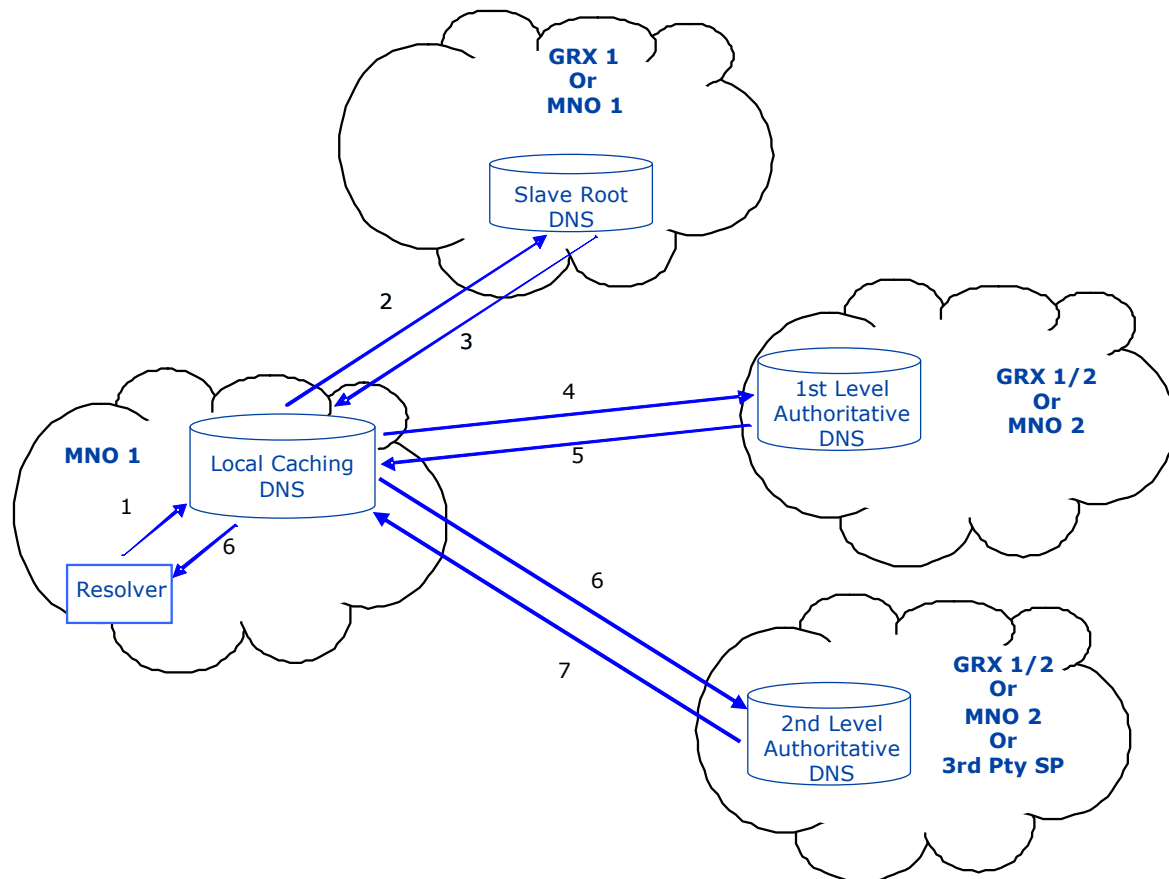 GRX 1
Or
MNO 1
Slave Root
DNS
2
3
4
5
1st Level
Authoritative
DNS
GRX 1/2
Or
MNO 2
MNO 1
Local Caching
DNS
1
6
Resolver
6
7
2nd Level
Authoritative
DNS
GRX 1/2
Or
MNO 2
Or
3rd Pty SP